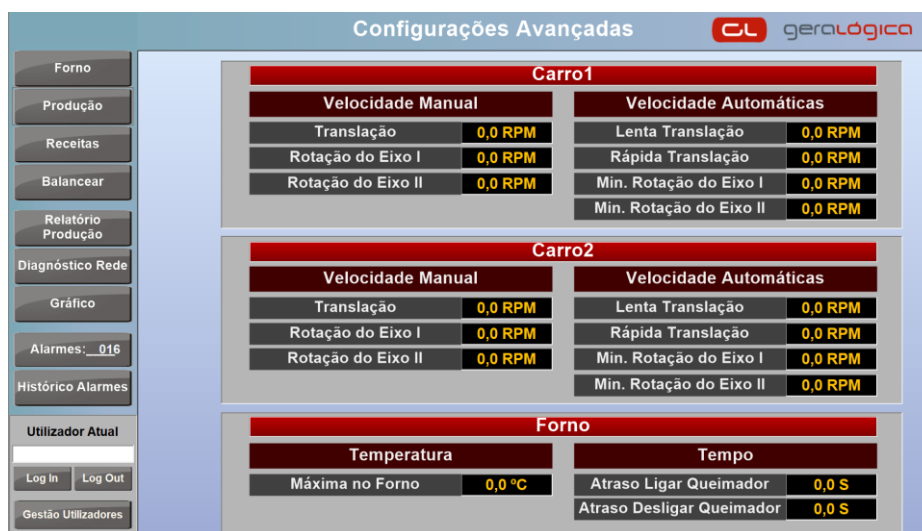 Configurações Avançadas
GL geralógica
Forno
Produção
Receitas
Balancear
Relatório
Produção
Diagnóstico Rede
Gráfico
Alarmes: 016
Histórico Alarmes
Utilizador Atual
Log In Log Out
Gestão Utilizadores
Carro1
Velocidade Manual
Translação 0,0 RPM
Rotação do Eixo I 0,0 RPM
Rotação do Eixo II 0,0 RPM
Velocidade Automáticas
Lenta Translação 0,0 RPM
Rápida Translação 0,0 RPM
Min. Rotação do Eixo I 0,0 RPM
Min. Rotação do Eixo II 0,0 RPM
Carro2
Velocidade Manual
Translação 0,0 RPM
Rotação do Eixo I 0,0 RPM
Rotação do Eixo II 0,0 RPM
Velocidade Automáticas
Lenta Translação 0,0 RPM
Rápida Translação 0,0 RPM
Min. Rotação do Eixo I 0,0 RPM
Min. Rotação do Eixo II 0,0 RPM
Forno
Temperatura
Máxima no Forno 0,0 ºC
Tempo
Atraso Ligar Queimador 0,0 S
Atraso Desligar Queimador 0,0 S